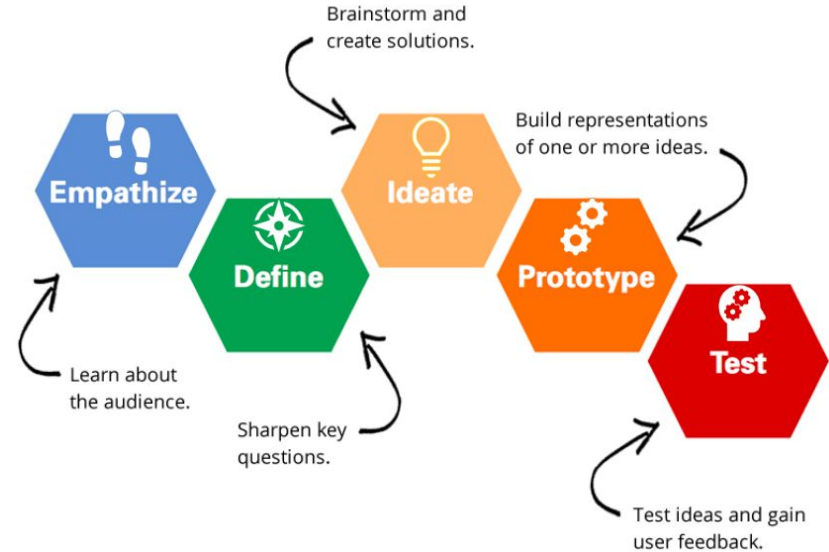 Brainstorm and
create solutions.
Build representations
of one or more ideas.
Empathize
Ideate
Define
Prototype
Test
Learn about
the audience.
Sharpen key
questions.
Test ideas and gain
user feedback.